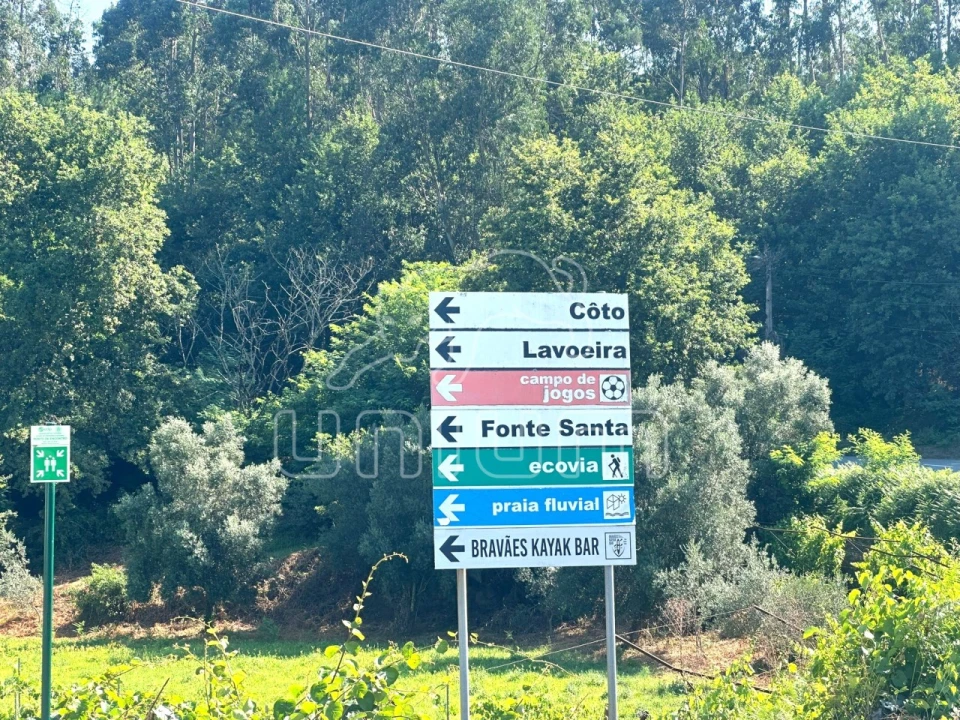 Côto
Lavoeira
campo de
jogos
Fonte Santa
ecovia
praia fluvial
BRAVÃES KAYAK BAR